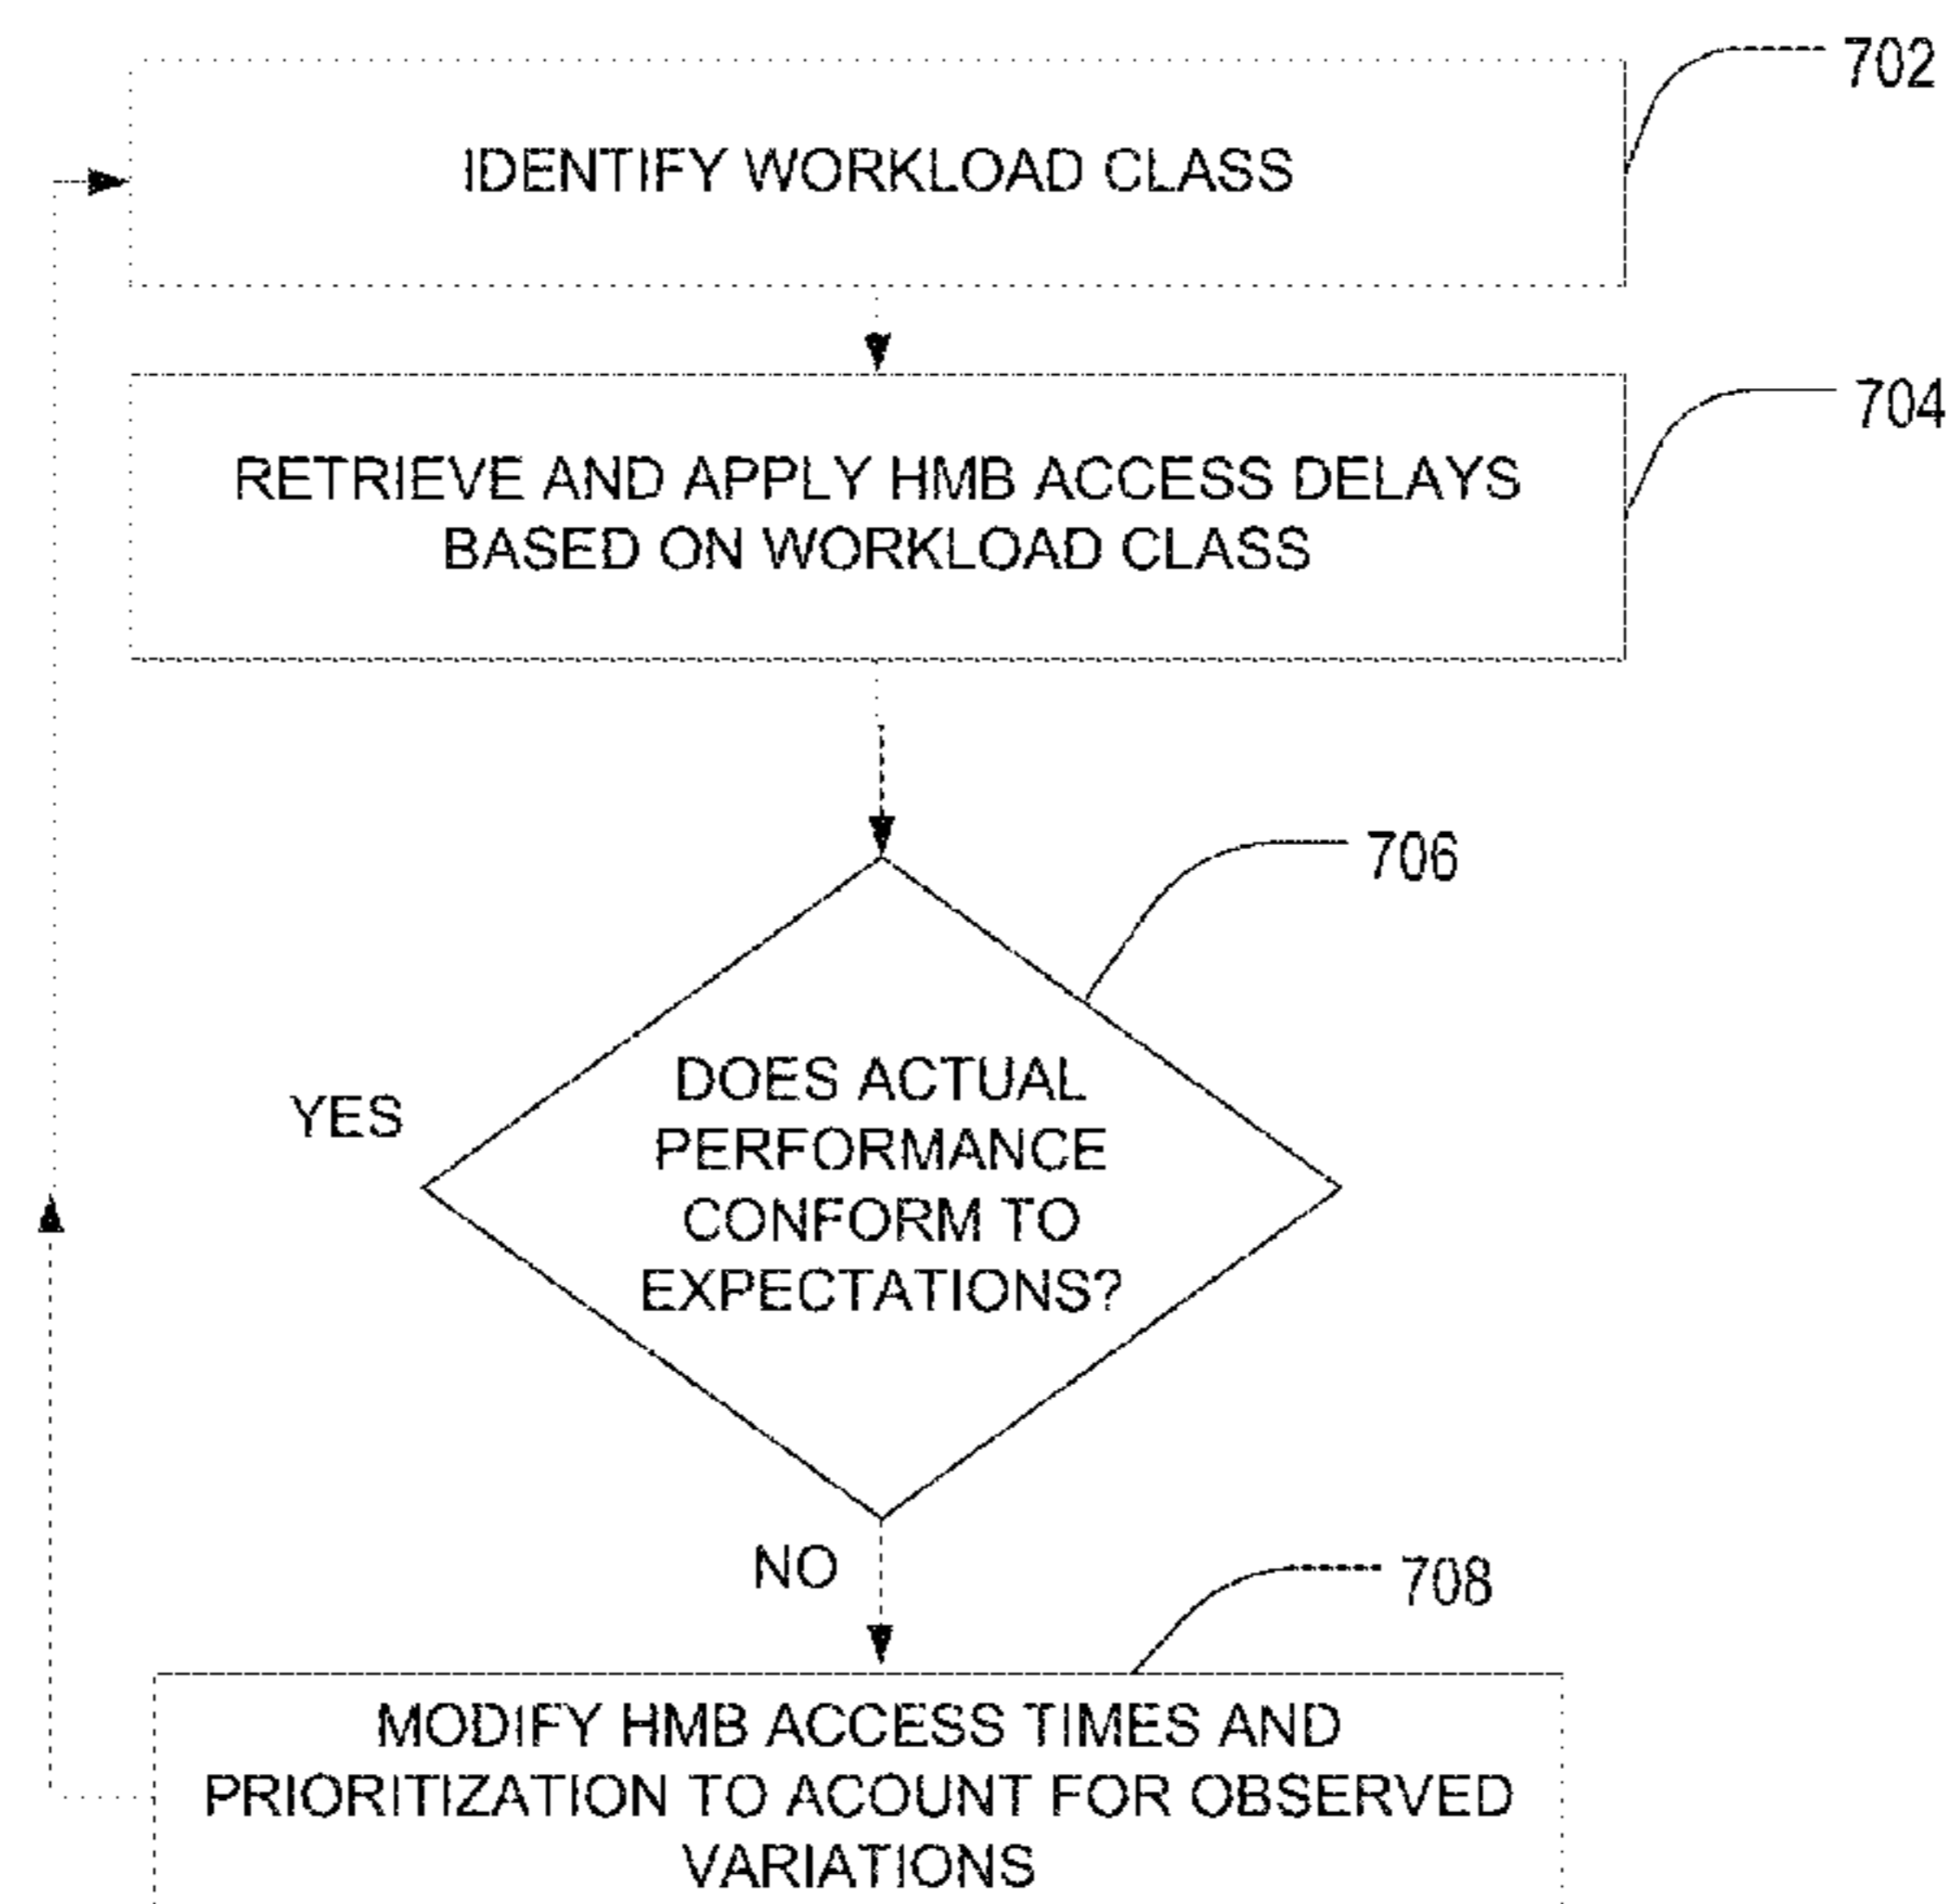 702
IDENTIFY WORKLOAD CLASS
704
RETRIEVE AND APPLY HMB ACCESS DELAYS
BASED ON WORKLOAD CLASS
706
DOES ACTUAL
PERFORMANCE
CONFORM TO
EXPECTATIONS?
YES
NO
708
MODIFY HMB ACCESS TIMES AND
PRIORITIZATION TO ACOUNT FOR OBSERVED
VARIATIONS